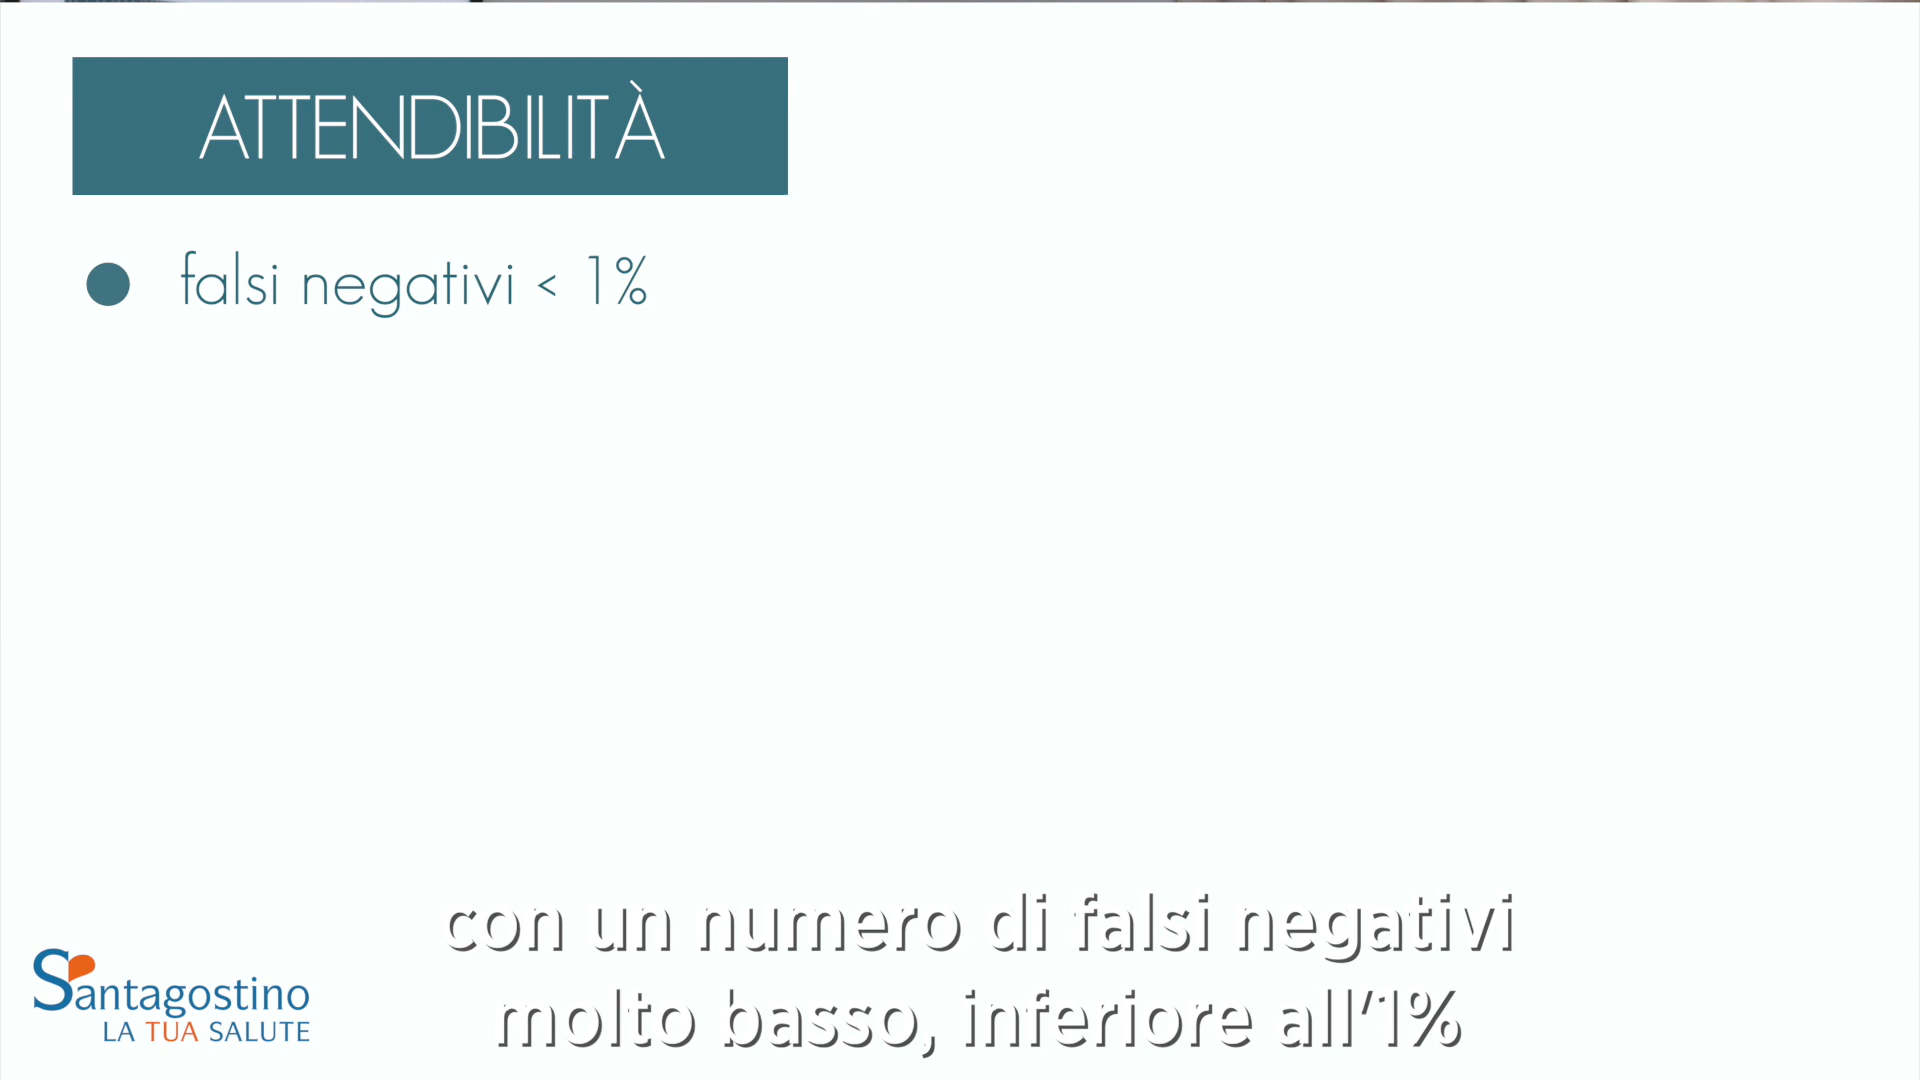 ATTENDIBILITÀ
falsi negativi < 1%
con un numero di falsi negativi
molto basso, inferiore all'1%
Santagostino
LA TUA SALUTE